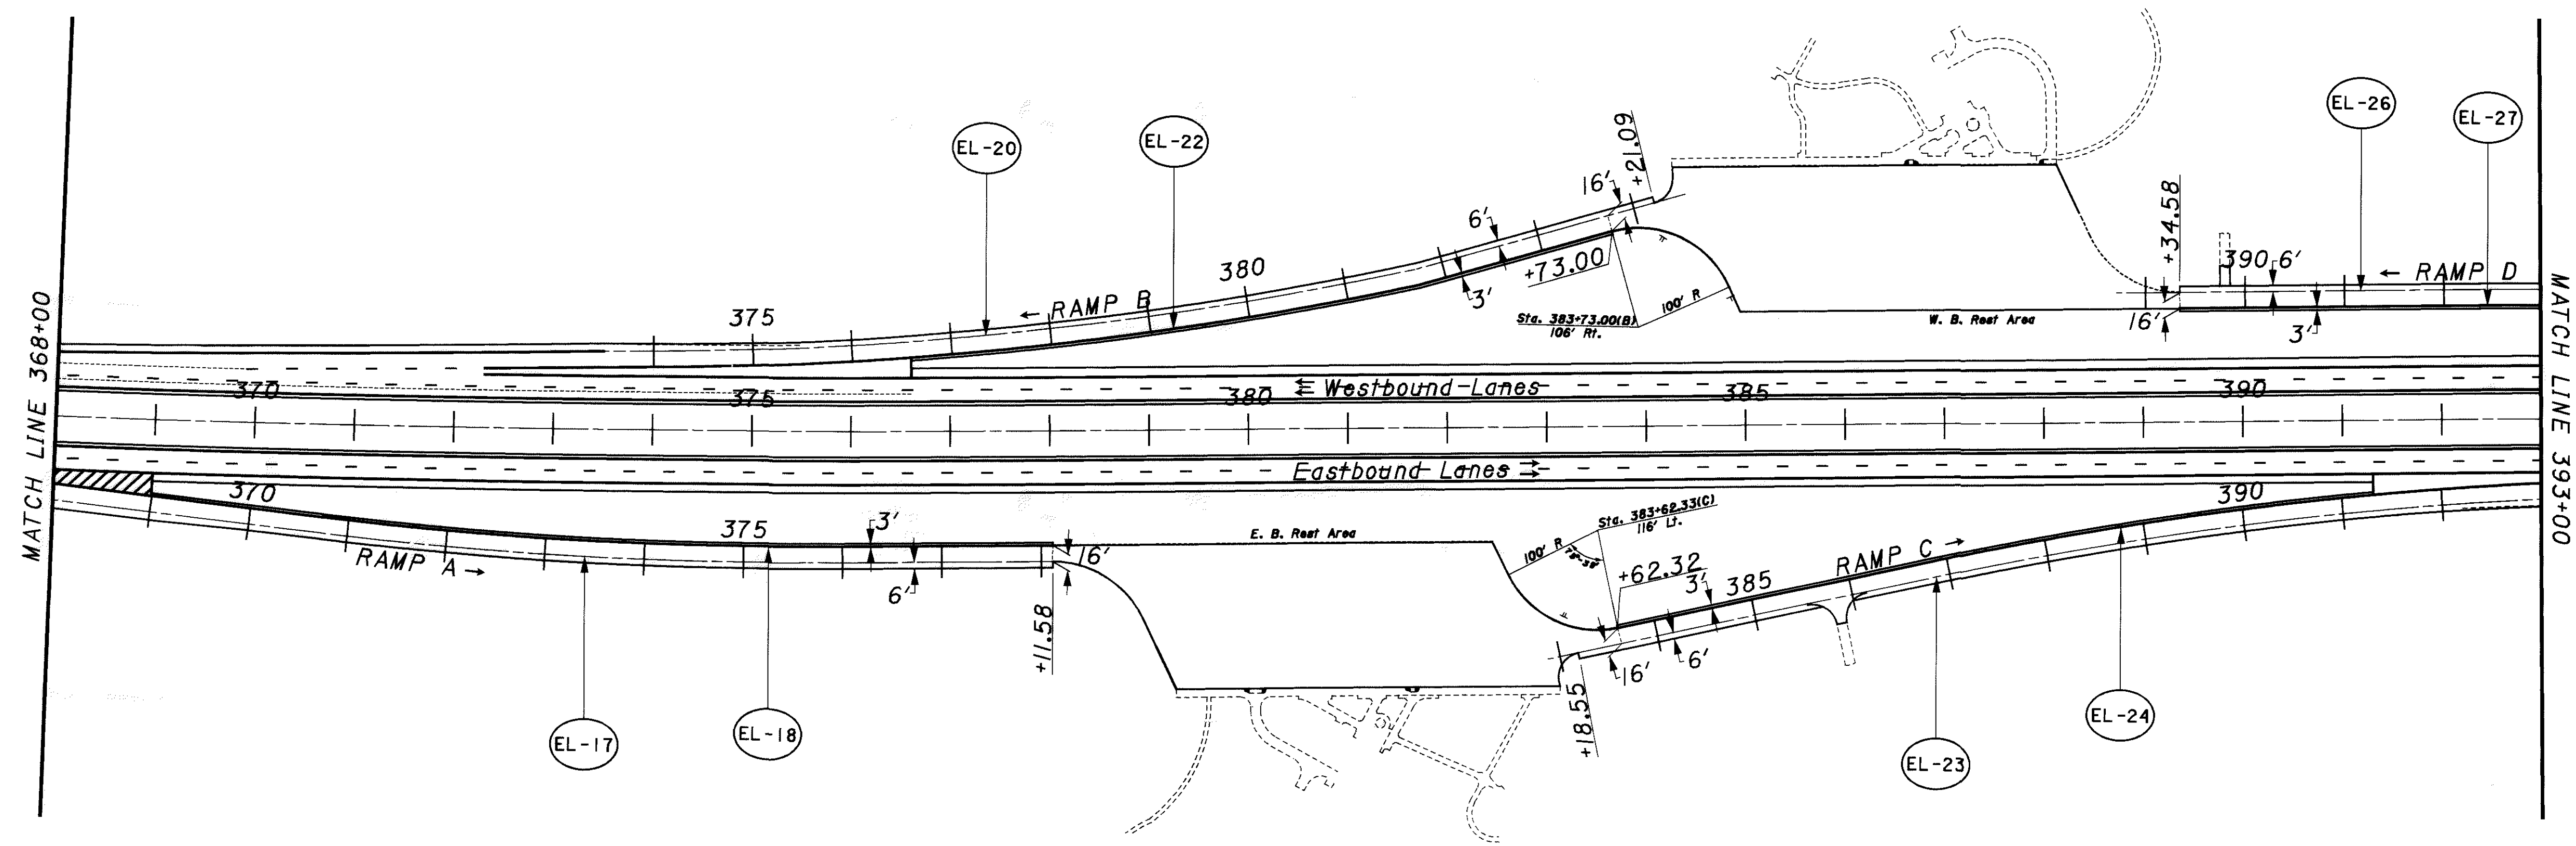 MATCH LINE 368+00
EL-20
EL-22
EL-26
EL-27
+21.09
16'
6'
3'
+73.00
100' R
Sta. 383+73.00(B)
106' Rt.
380
← RAMP B
375
+34.58
390
6'
← RAMP D
16'
3'
W. B. Rest Area
370
375
380
Westbound Lanes
385
390
Eastbound Lanes
370
RAMP A →
375
3'
6'
16'
+11.58
E. B. Rest Area
Sta. 383+62.33(C)
116' Lt.
100' R
+62.32
3'
385
RAMP C →
390
16'
6'
+18.55
EL-17
EL-18
EL-23
EL-24
MATCH LINE 393+00